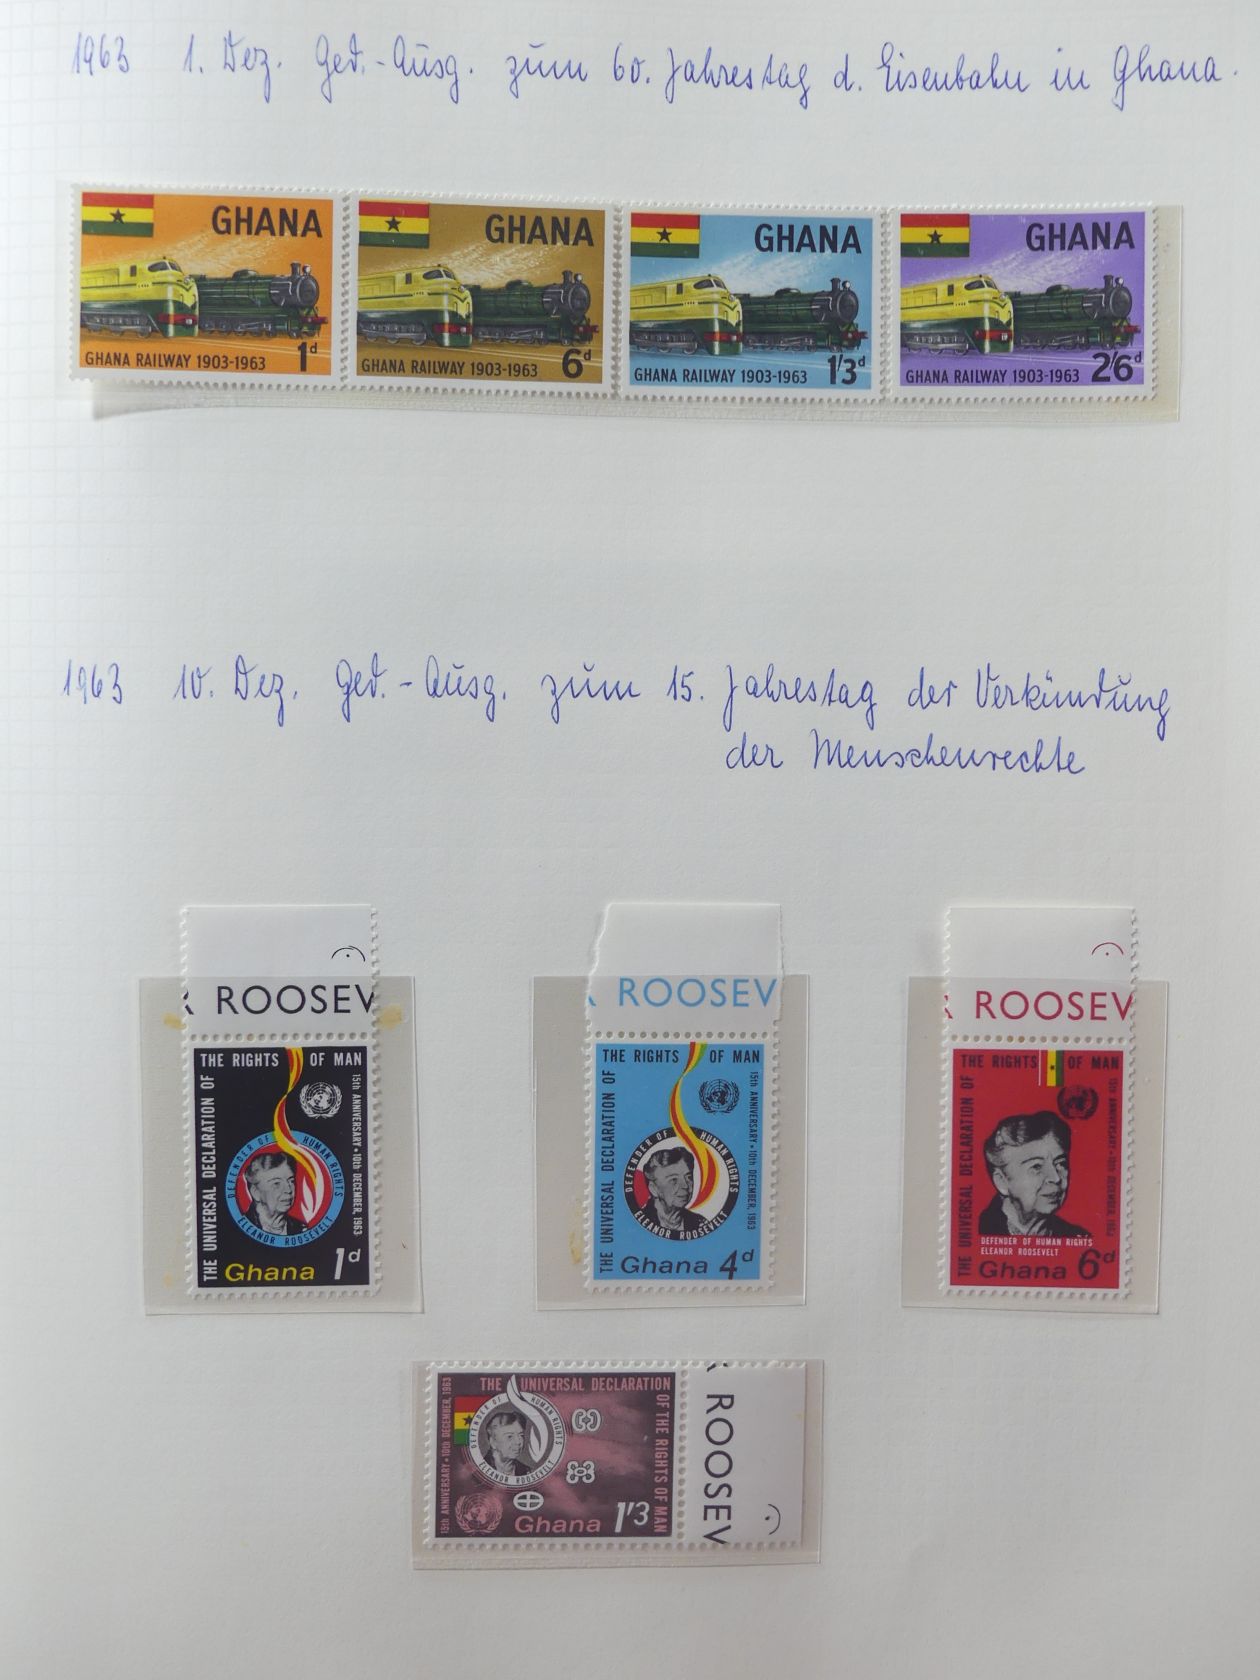 1963 1. Dez. Ged.-Ausg. zum 60. Jahrestag d. Eisenbahn in Ghana.
GHANA
GHANA RAILWAY 1903-1963 1d
GHANA
GHANA RAILWAY 1903-1963 6d
GHANA
GHANA RAILWAY 1903-1963 1/3d
GHANA
GHANA RAILWAY 1903-1963 2/6d
1963 10. Dez. Ged.-Ausg. zum 15. Jahrestag der Verkündung
der Menschenrechte
ROOSEV
THE UNIVERSAL DECLARATION OF
THE RIGHTS OF MAN
15th ANNIVERSARY • 10th DECEMBER, 1963
DEFENDER OF HUMAN RIGHTS
ELEANOR ROOSEVELT
Ghana 1d
ROOSEV
THE UNIVERSAL DECLARATION OF
THE RIGHTS OF MAN
15th ANNIVERSARY • 10th DECEMBER, 1963
DEFENDER OF HUMAN RIGHTS
ELEANOR ROOSEVELT
Ghana 4d
ROOSEV
THE UNIVERSAL DECLARATION OF
THE RIGHTS OF MAN
15th ANNIVERSARY • 10th DECEMBER, 1963
DEFENDER OF HUMAN RIGHTS
ELEANOR ROOSEVELT
Ghana 6d
15th ANNIVERSARY • 10th DECEMBER, 1963
THE UNIVERSAL DECLARATION
OF THE RIGHTS OF MAN
DEFENDER OF HUMAN RIGHTS
ELEANOR ROOSEVELT
Ghana 1/3
ROOSEV